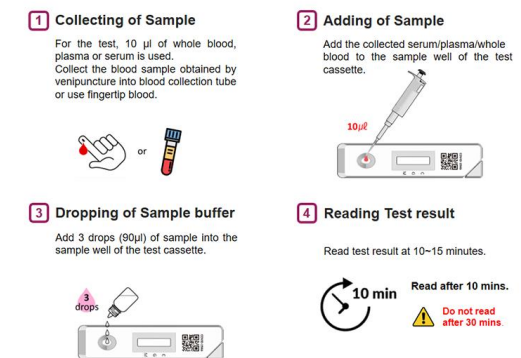 1 Collecting of Sample
For the test, 10 µl of whole blood,
plasma or serum is used.
Collect the blood sample obtained by
venipuncture into blood collection tube
or use fingertip blood.
or
2 Adding of Sample
Add the collected serum/plasma/whole
blood to the sample well of the test
cassette.
10µℓ
3 Dropping of Sample buffer
Add 3 drops (90µl) of sample into the
sample well of the test cassette.
3
drops
4 Reading Test result
Read test result at 10~15 minutes.
10 min
Read after 10 mins.
Do not read
after 30 mins.